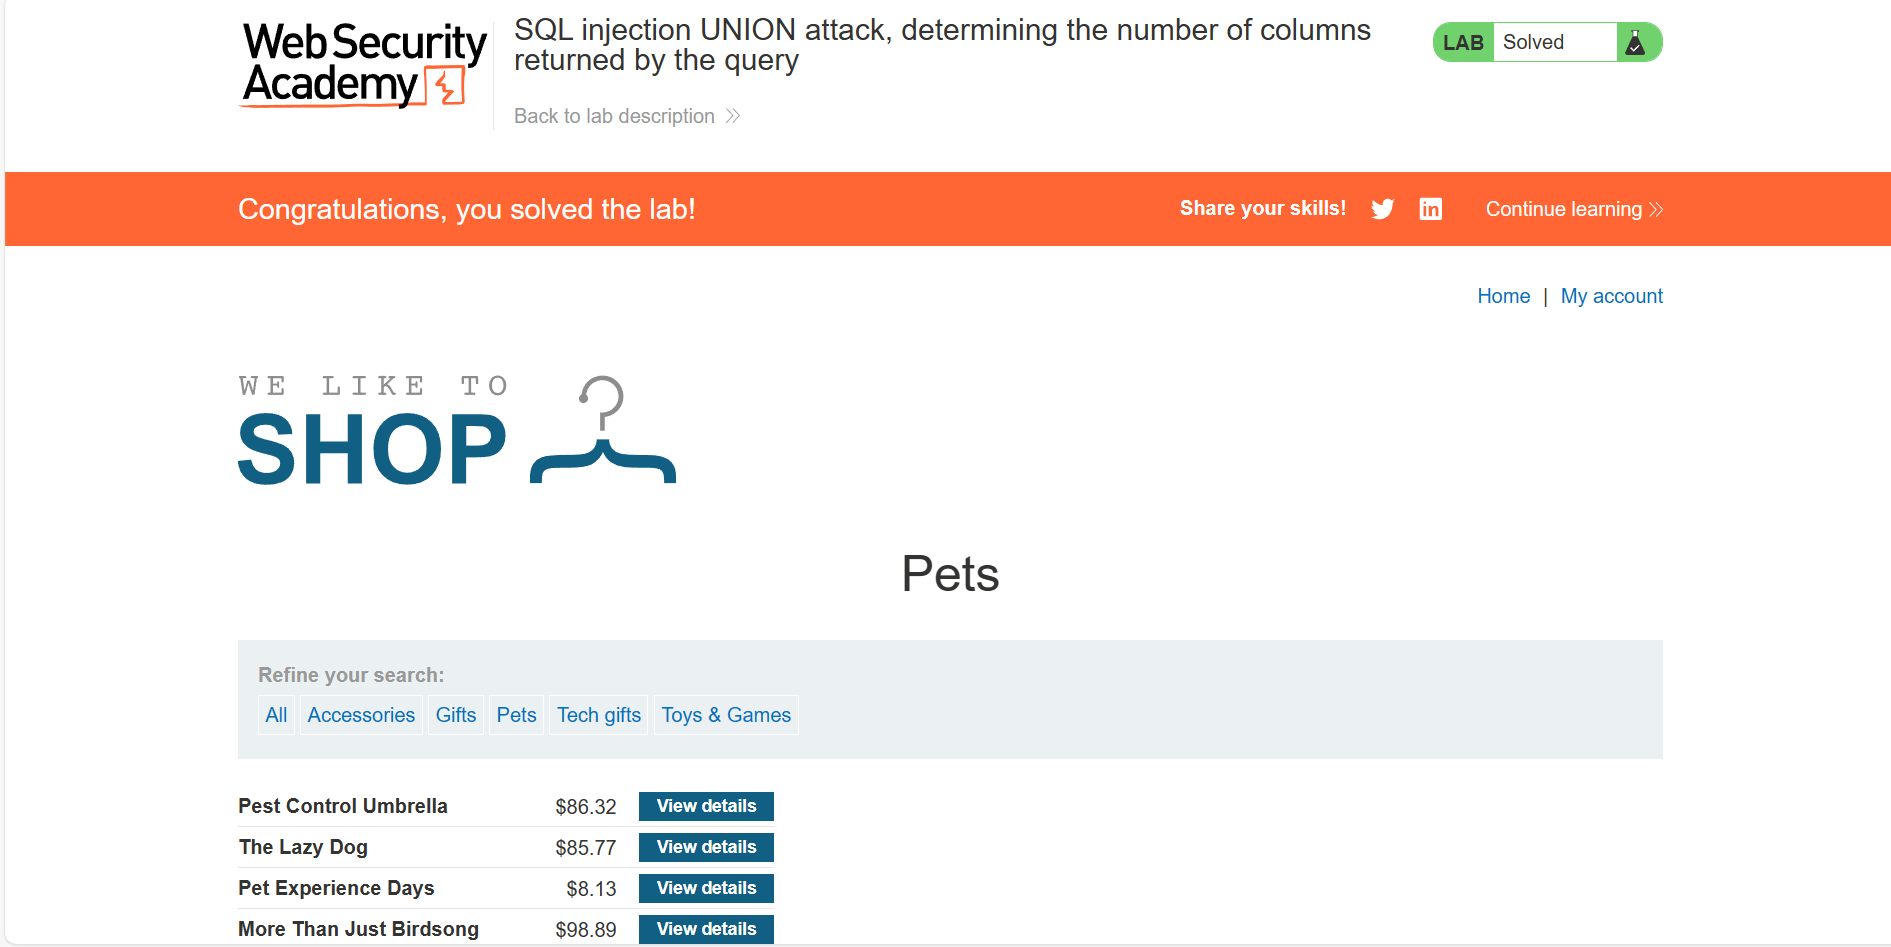 Web Security
Academy
SQL injection UNION attack, determining the number of columns
returned by the query
Back to lab description
LAB Solved
Congratulations, you solved the lab!
Share your skills!
in
Continue learning
Home | My account
WE LIKE TO
SHOP
Pets
Refine your search:
All Accessories Gifts Pets Tech gifts Toys & Games
Pest Control Umbrella $86.32 View details
The Lazy Dog $85.77 View details
Pet Experience Days $8.13 View details
More Than Just Birdsong $98.89 View details